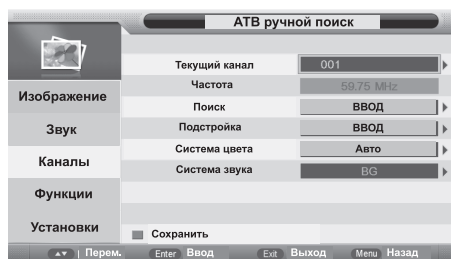 АТВ ручной поиск
Текущий канал 001
Частота 59.75 MHz
Изображение
Поиск ВВОД
Звук
Подстройка ВВОД
Система цвета Авто
Каналы
Система звука BG
Функции
Установки
Сохранить
Перем. Enter Ввод Exit Выход Menu Назад